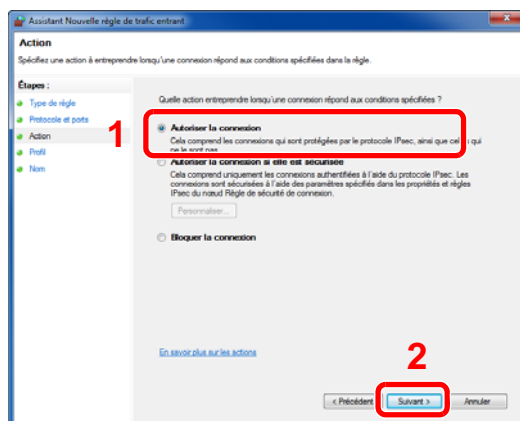 Assistant Nouvelle règle de trafic entrant
Action
Spécifiez une action à entreprendre lorsqu'une connexion répond aux conditions spécifiées dans la règle.
Étapes :
Type de règle
Protocole et ports
Action
Profil
Nom
1
Quelle action entreprendre lorsqu'une connexion répond aux conditions spécifiées ?
Autoriser la connexion
Cela comprend les connexions qui sont protégées par le protocole IPsec, ainsi que cel qui
ne le sont pas.
Autoriser la connexion si elle est sécurisée
Cela comprend uniquement les connexions authentifiées à l'aide du protocole IPsec. Les
connexions sont sécurisées à l'aide des paramètres spécifiés dans les propriétés et règles
IPsec du nœud Règle de sécurité de connexion.
Personnaliser...
Bloquer la connexion
En savoir plus sur les actions
2
< Précédent
Suivant >
Annuler